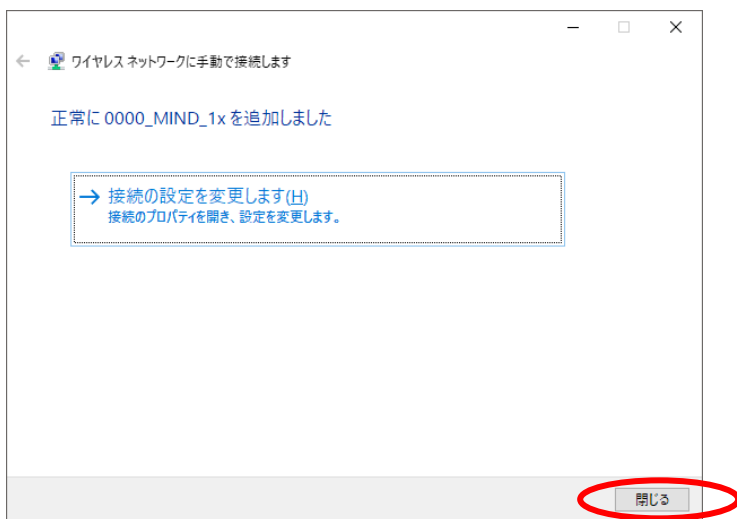 ワイヤレス ネットワークに手動で接続します
正常に 0000_MIND_1x を追加しました
→ 接続の設定を変更します(H)
接続のプロパティを開き、設定を変更します。
閉じる